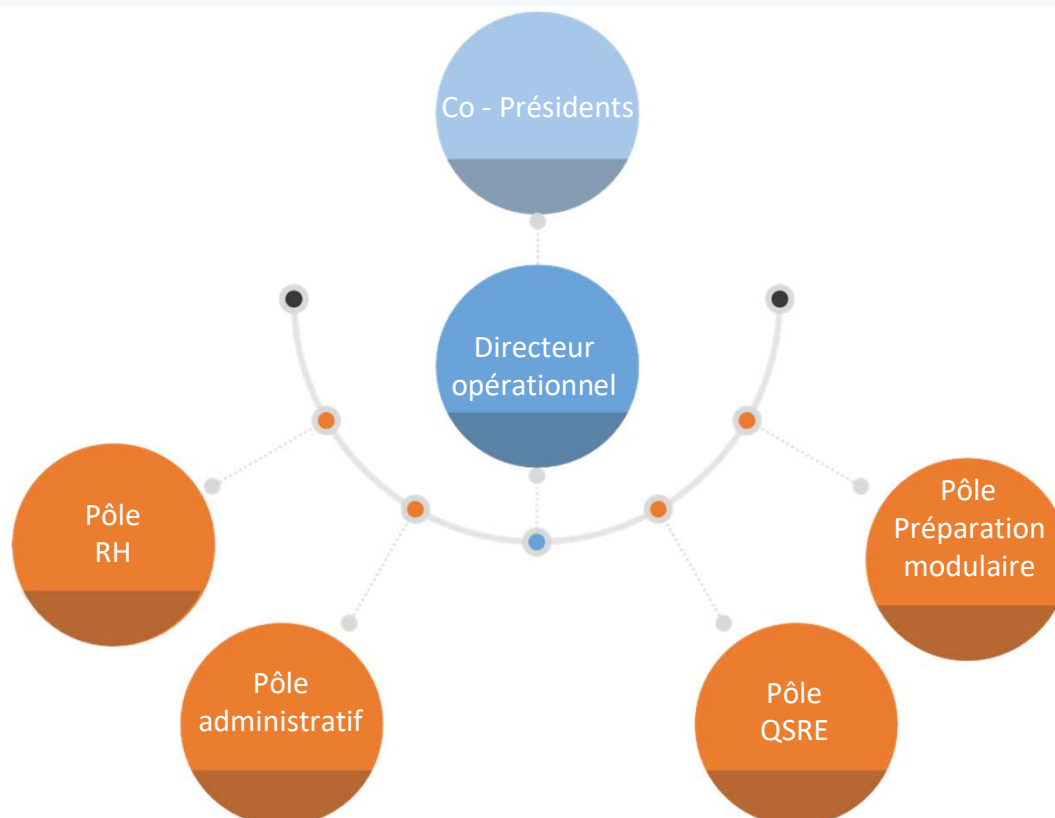 Co - Présidents
Directeur
opérationnel
Pôle
RH
Pôle
administratif
Pôle
QSRE
Pôle
Préparation
modulaire